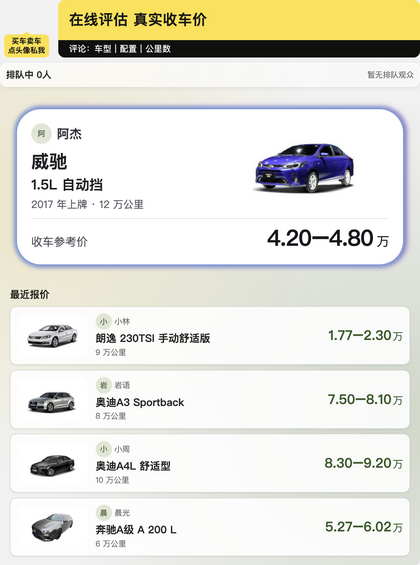 在线评估 真实收车价
买车卖车
点头像私我
评论：车型 | 配置 | 公里数
排队中 0人
暂无排队观众
阿 阿杰
威驰
1.5L 自动挡
2017 年上牌 · 12 万公里
收车参考价
4.20—4.80 万
最近报价
小 小林
朗逸 230TSI 手动舒适版
9 万公里
1.77—2.30 万
岩 岩语
奥迪A3 Sportback
8 万公里
7.50—8.10 万
小 小周
奥迪A4L 舒适型
10 万公里
8.30—9.20 万
晨 晨光
奔驰A级 A 200 L
6 万公里
5.27—6.02 万